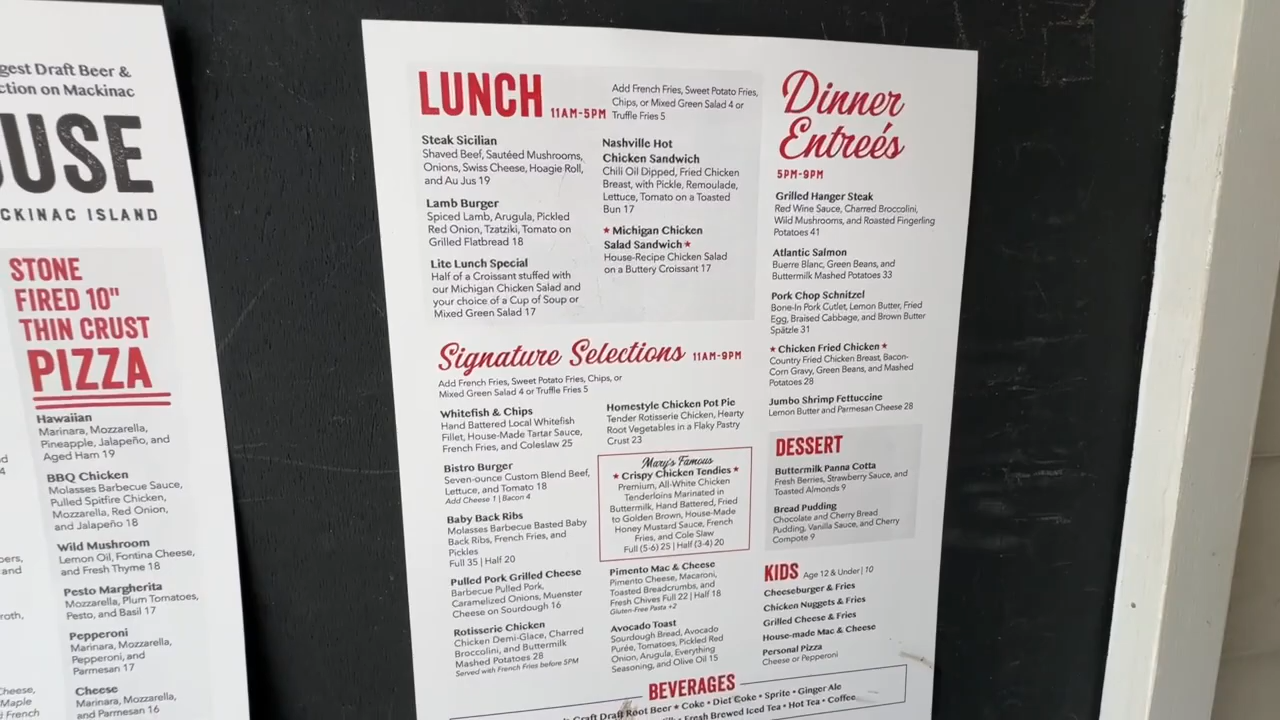 gest Draft Beer &
ction on Mackinac
USE
CKINAC ISLAND
STONE
FIRED 10"
THIN CRUST
PIZZA
Hawaiian
Marinara, Mozzarella,
Pineapple, Jalapeño, and
Aged Ham 19
BBQ Chicken
Molasses Barbecue Sauce,
Pulled Spitfire Chicken,
Mozzarella, Red Onion,
and Jalapeño 18
Wild Mushroom
Lemon Oil, Fontina Cheese,
and Fresh Thyme 18
Pesto Margherita
Mozzarella, Plum Tomatoes,
Pesto, and Basil 17
Pepperoni
Marinara, Mozzarella,
Pepperoni, and
Parmesan 17
Cheese
Marinara, Mozzarella,
and Parmesan 16
LUNCH 11AM-5PM
Add French Fries, Sweet Potato Fries,
Chips, or Mixed Green Salad 4 or
Truffle Fries 5
Steak Sicilian
Shaved Beef, Sautéed Mushrooms,
Onions, Swiss Cheese, Hoagie Roll,
and Au Jus 19
Lamb Burger
Spiced Lamb, Arugula, Pickled
Red Onion, Tzatziki, Tomato on
Grilled Flatbread 18
Lite Lunch Special
Half of a Croissant stuffed with
our Michigan Chicken Salad and
your choice of a Cup of Soup or
Mixed Green Salad 17
Nashville Hot
Chicken Sandwich
Chili Oil Dipped, Fried Chicken
Breast, with Pickle, Remoulade,
Lettuce, Tomato on a Toasted
Bun 17
★ Michigan Chicken
Salad Sandwich ★
House-Recipe Chicken Salad
on a Buttery Croissant 17
Signature Selections 11AM-9PM
Add French Fries, Sweet Potato Fries, Chips, or
Mixed Green Salad 4 or Truffle Fries 5
Whitefish & Chips
Hand Battered Local Whitefish
Fillet, House-Made Tartar Sauce,
French Fries, and Coleslaw 25
Bistro Burger
Seven-ounce Custom Blend Beef,
Lettuce, and Tomato 18
Add Cheese 1 | Bacon 4
Baby Back Ribs
Molasses Barbecue Basted Baby
Back Ribs, French Fries, and
Pickles
Full 35 | Half 20
Pulled Pork Grilled Cheese
Barbecue Pulled Pork,
Caramelized Onions, Muenster
Cheese on Sourdough 16
Rotisserie Chicken
Chicken Demi-Glace, Charred
Broccolini, and Buttermilk
Mashed Potatoes 28
Served with French Fries before 5PM
Homestyle Chicken Pot Pie
Tender Rotisserie Chicken, Hearty
Root Vegetables in a Flaky Pastry
Crust 23
Mary's Famous
★ Crispy Chicken Tendies ★
Premium, All-White Chicken
Tenderloins Marinated in
Buttermilk, Hand Battered, Fried
to Golden Brown, House-Made
Honey Mustard Sauce, French
Fries, and Cole Slaw
Full (5-6) 25 | Half (3-4) 20
Pimento Mac & Cheese
Pimento Cheese, Macaroni,
Toasted Breadcrumbs, and
Fresh Chives Full 22 | Half 18
Gluten-Free Pasta +2
Avocado Toast
Sourdough Bread, Avocado
Purée, Tomatoes, Pickled Red
Onion, Arugula, Everything
Seasoning, and Olive Oil 15
Dinner
Entreés
5PM-9PM
Grilled Hanger Steak
Red Wine Sauce, Charred Broccolini,
Wild Mushrooms, and Roasted Fingerling
Potatoes 41
Atlantic Salmon
Buerre Blanc, Green Beans, and
Buttermilk Mashed Potatoes 33
Pork Chop Schnitzel
Bone-In Pork Cutlet, Lemon Butter, Fried
Egg, Braised Cabbage, and Brown Butter
Spätzle 31
★ Chicken Fried Chicken ★
Country Fried Chicken Breast, Bacon-
Corn Gravy, Green Beans, and Mashed
Potatoes 28
Jumbo Shrimp Fettuccine
Lemon Butter and Parmesan Cheese 28
DESSERT
Buttermilk Panna Cotta
Fresh Berries, Strawberry Sauce, and
Toasted Almonds 9
Bread Pudding
Chocolate and Cherry Bread
Pudding, Vanilla Sauce, and Cherry
Compote 9
KIDS Age 12 & Under | 10
Cheeseburger & Fries
Chicken Nuggets & Fries
Grilled Cheese & Fries
House-made Mac & Cheese
Personal Pizza
Cheese or Pepperoni
BEVERAGES
Craft Draft Root Beer • Coke • Diet Coke • Sprite • Ginger Ale
• Fresh Brewed Iced Tea • Hot Tea • Coffee